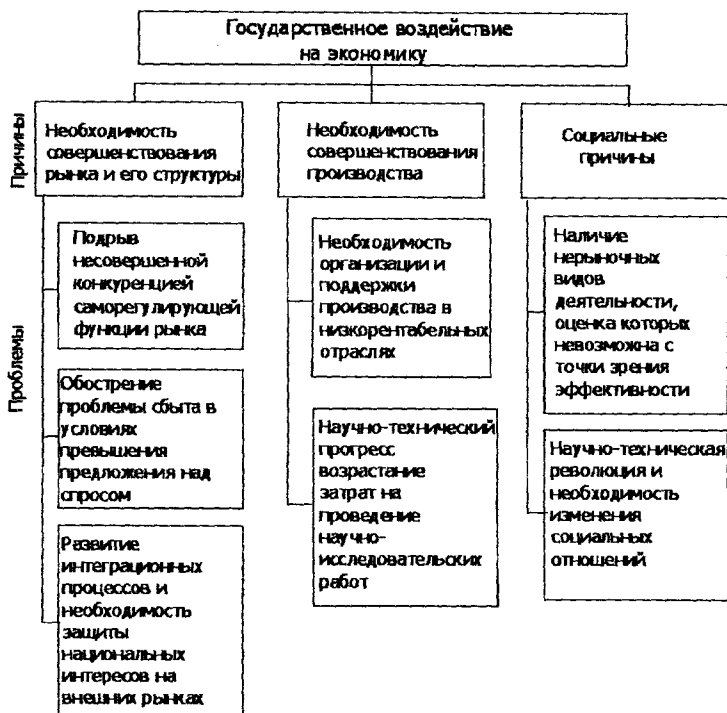 Государственное воздействие
на экономику
Причины
Необходимость
совершенствования
рынка и его структуры
Необходимость
совершенствования
производства
Социальные
причины
Проблемы
Подрыв
несовершенной
конкуренцией
саморегулирующей
функции рынка
Обострение
проблемы сбыта в
условиях
превышения
предложения над
спросом
Развитие
интеграционных
процессов и
необходимость
защиты
национальных
интересов на
внешних рынках
Необходимость
организации и
поддержки
производства в
низкорентабельных
отраслях
Научно-технический
прогресс
возрастание
затрат на
проведение
научно-
исследовательских
работ
Наличие
нерыночных
видов
деятельности,
оценка которых
невозможна с
точки зрения
эффективности
Научно-техническая
революция и
необходимость
изменения
социальных
отношений